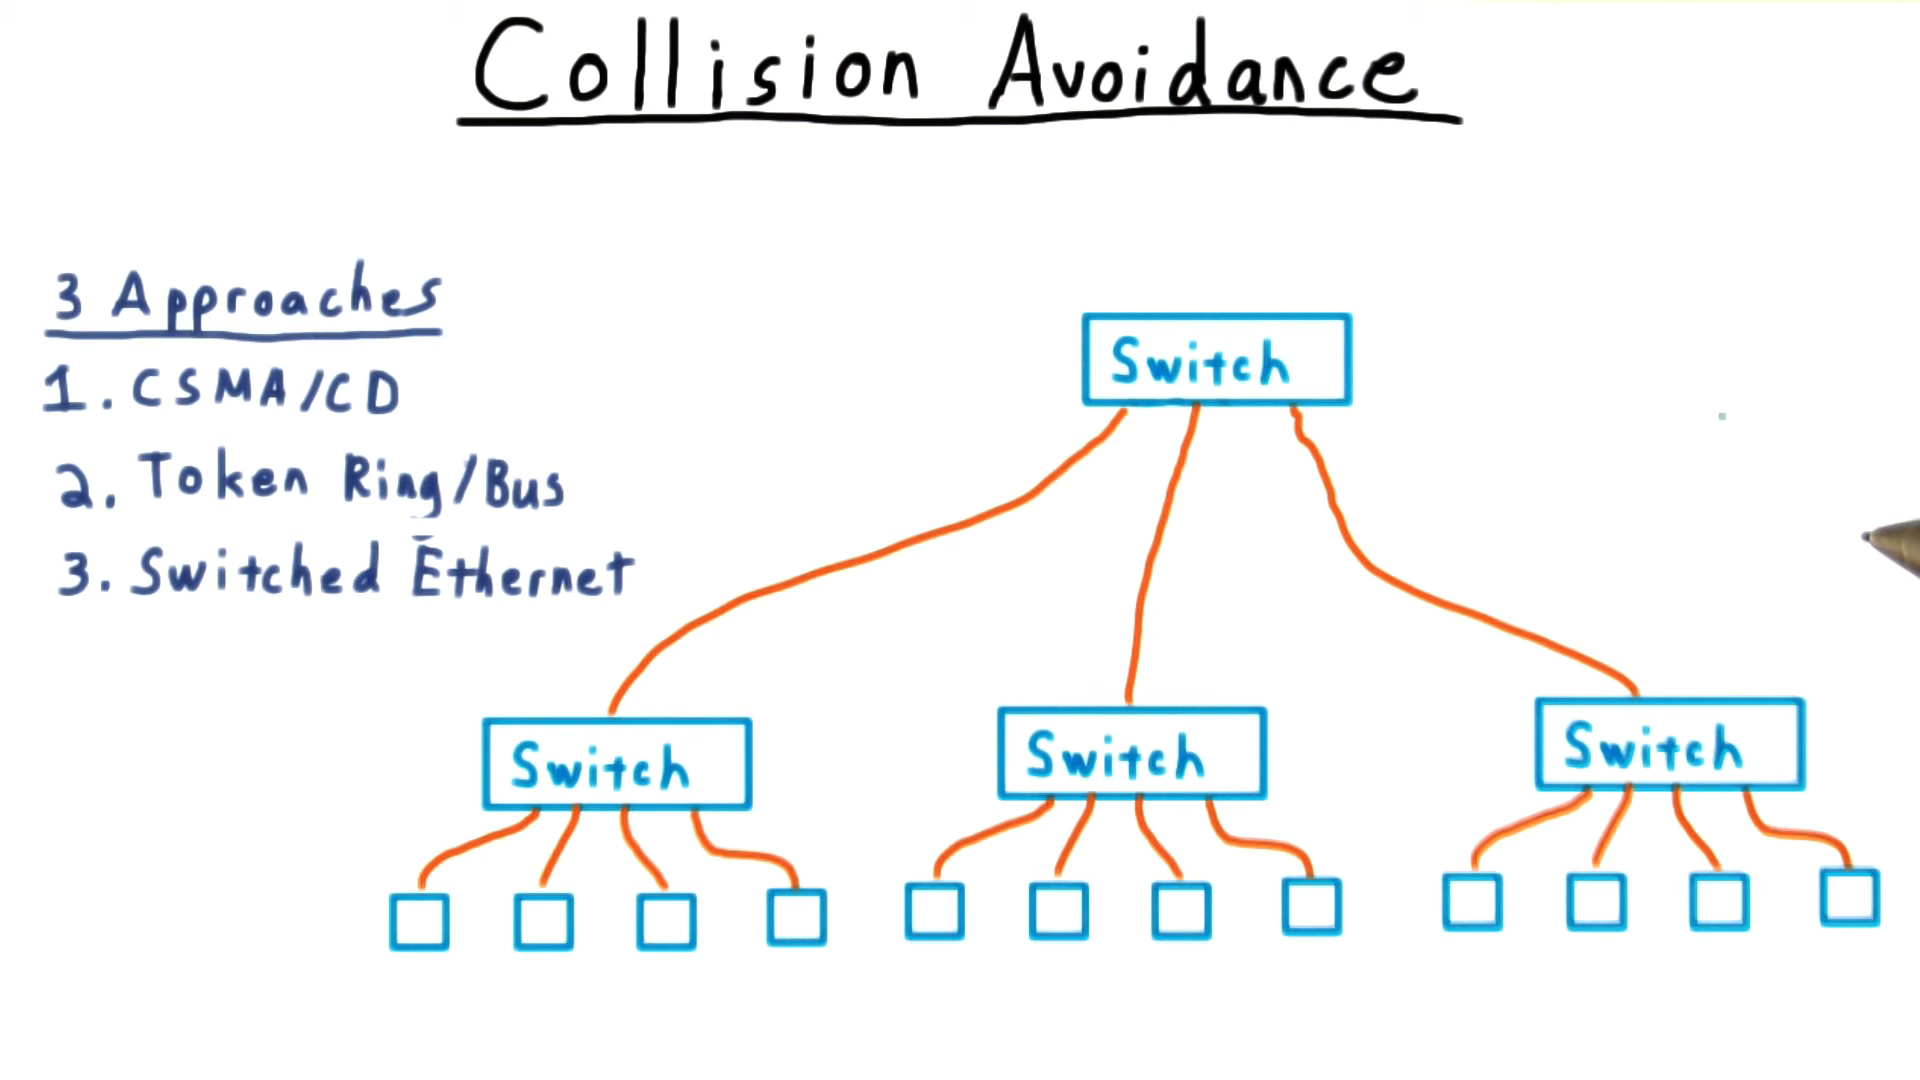 Collision Avoidance
3 Approaches
1. CSMA/CD
2. Token Ring/Bus
3. Switched Ethernet
Switch
Switch
Switch
Switch